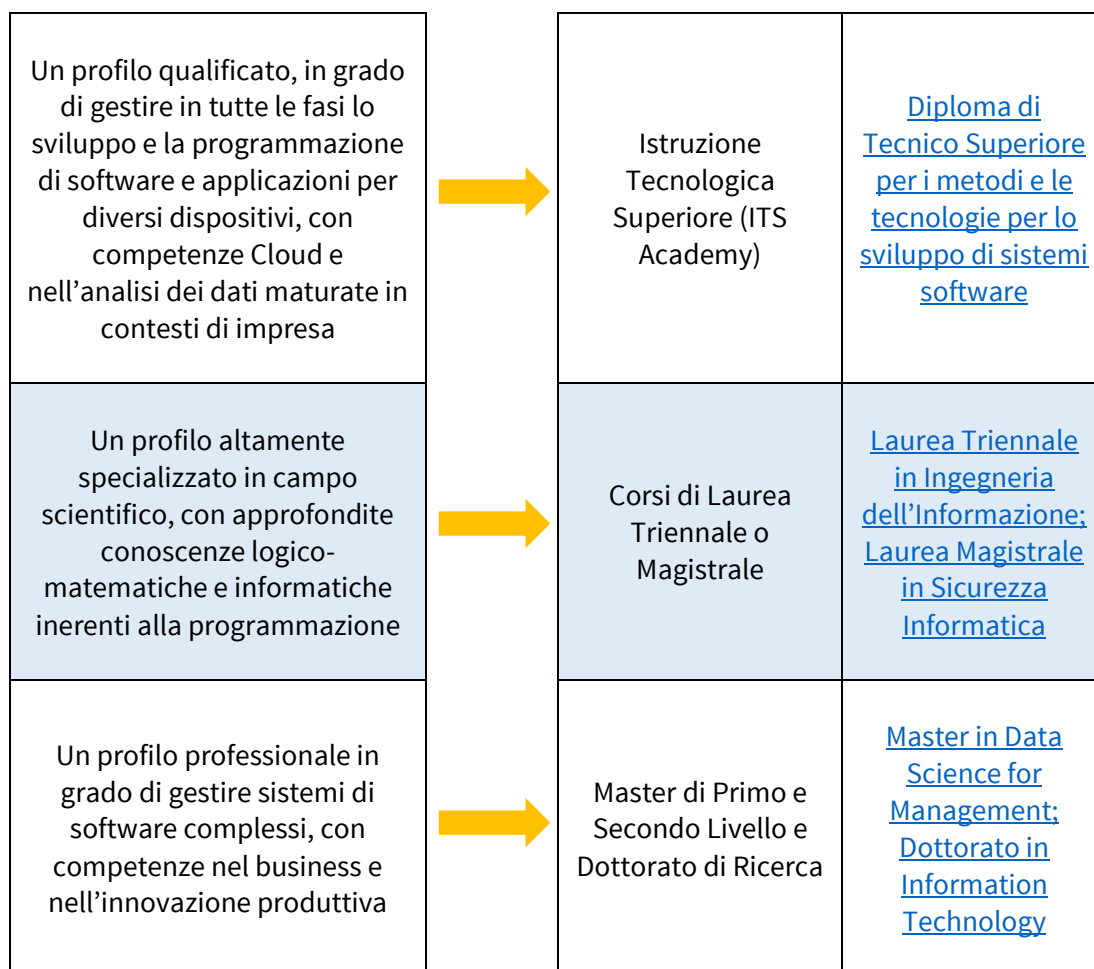 Un profilo qualificato, in grado
di gestire in tutte le fasi lo
sviluppo e la programmazione
di software e applicazioni per
diversi dispositivi, con
competenze Cloud e
nell’analisi dei dati maturate in
contesti di impresa
Istruzione
Tecnologica
Superiore (ITS
Academy)
Diploma di
Tecnico Superiore
per i metodi e le
tecnologie per lo
sviluppo di sistemi
software
Un profilo altamente
specializzato in campo
scientifico, con approfondite
conoscenze logico-
matematiche e informatiche
inerenti alla programmazione
Corsi di Laurea
Triennale o
Magistrale
Laurea Triennale
in Ingegneria
dell’Informazione;
Laurea Magistrale
in Sicurezza
Informatica
Un profilo professionale in
grado di gestire sistemi di
software complessi, con
competenze nel business e
nell’innovazione produttiva
Master di Primo e
Secondo Livello e
Dottorato di Ricerca
Master in Data
Science for
Management;
Dottorato in
Information
Technology